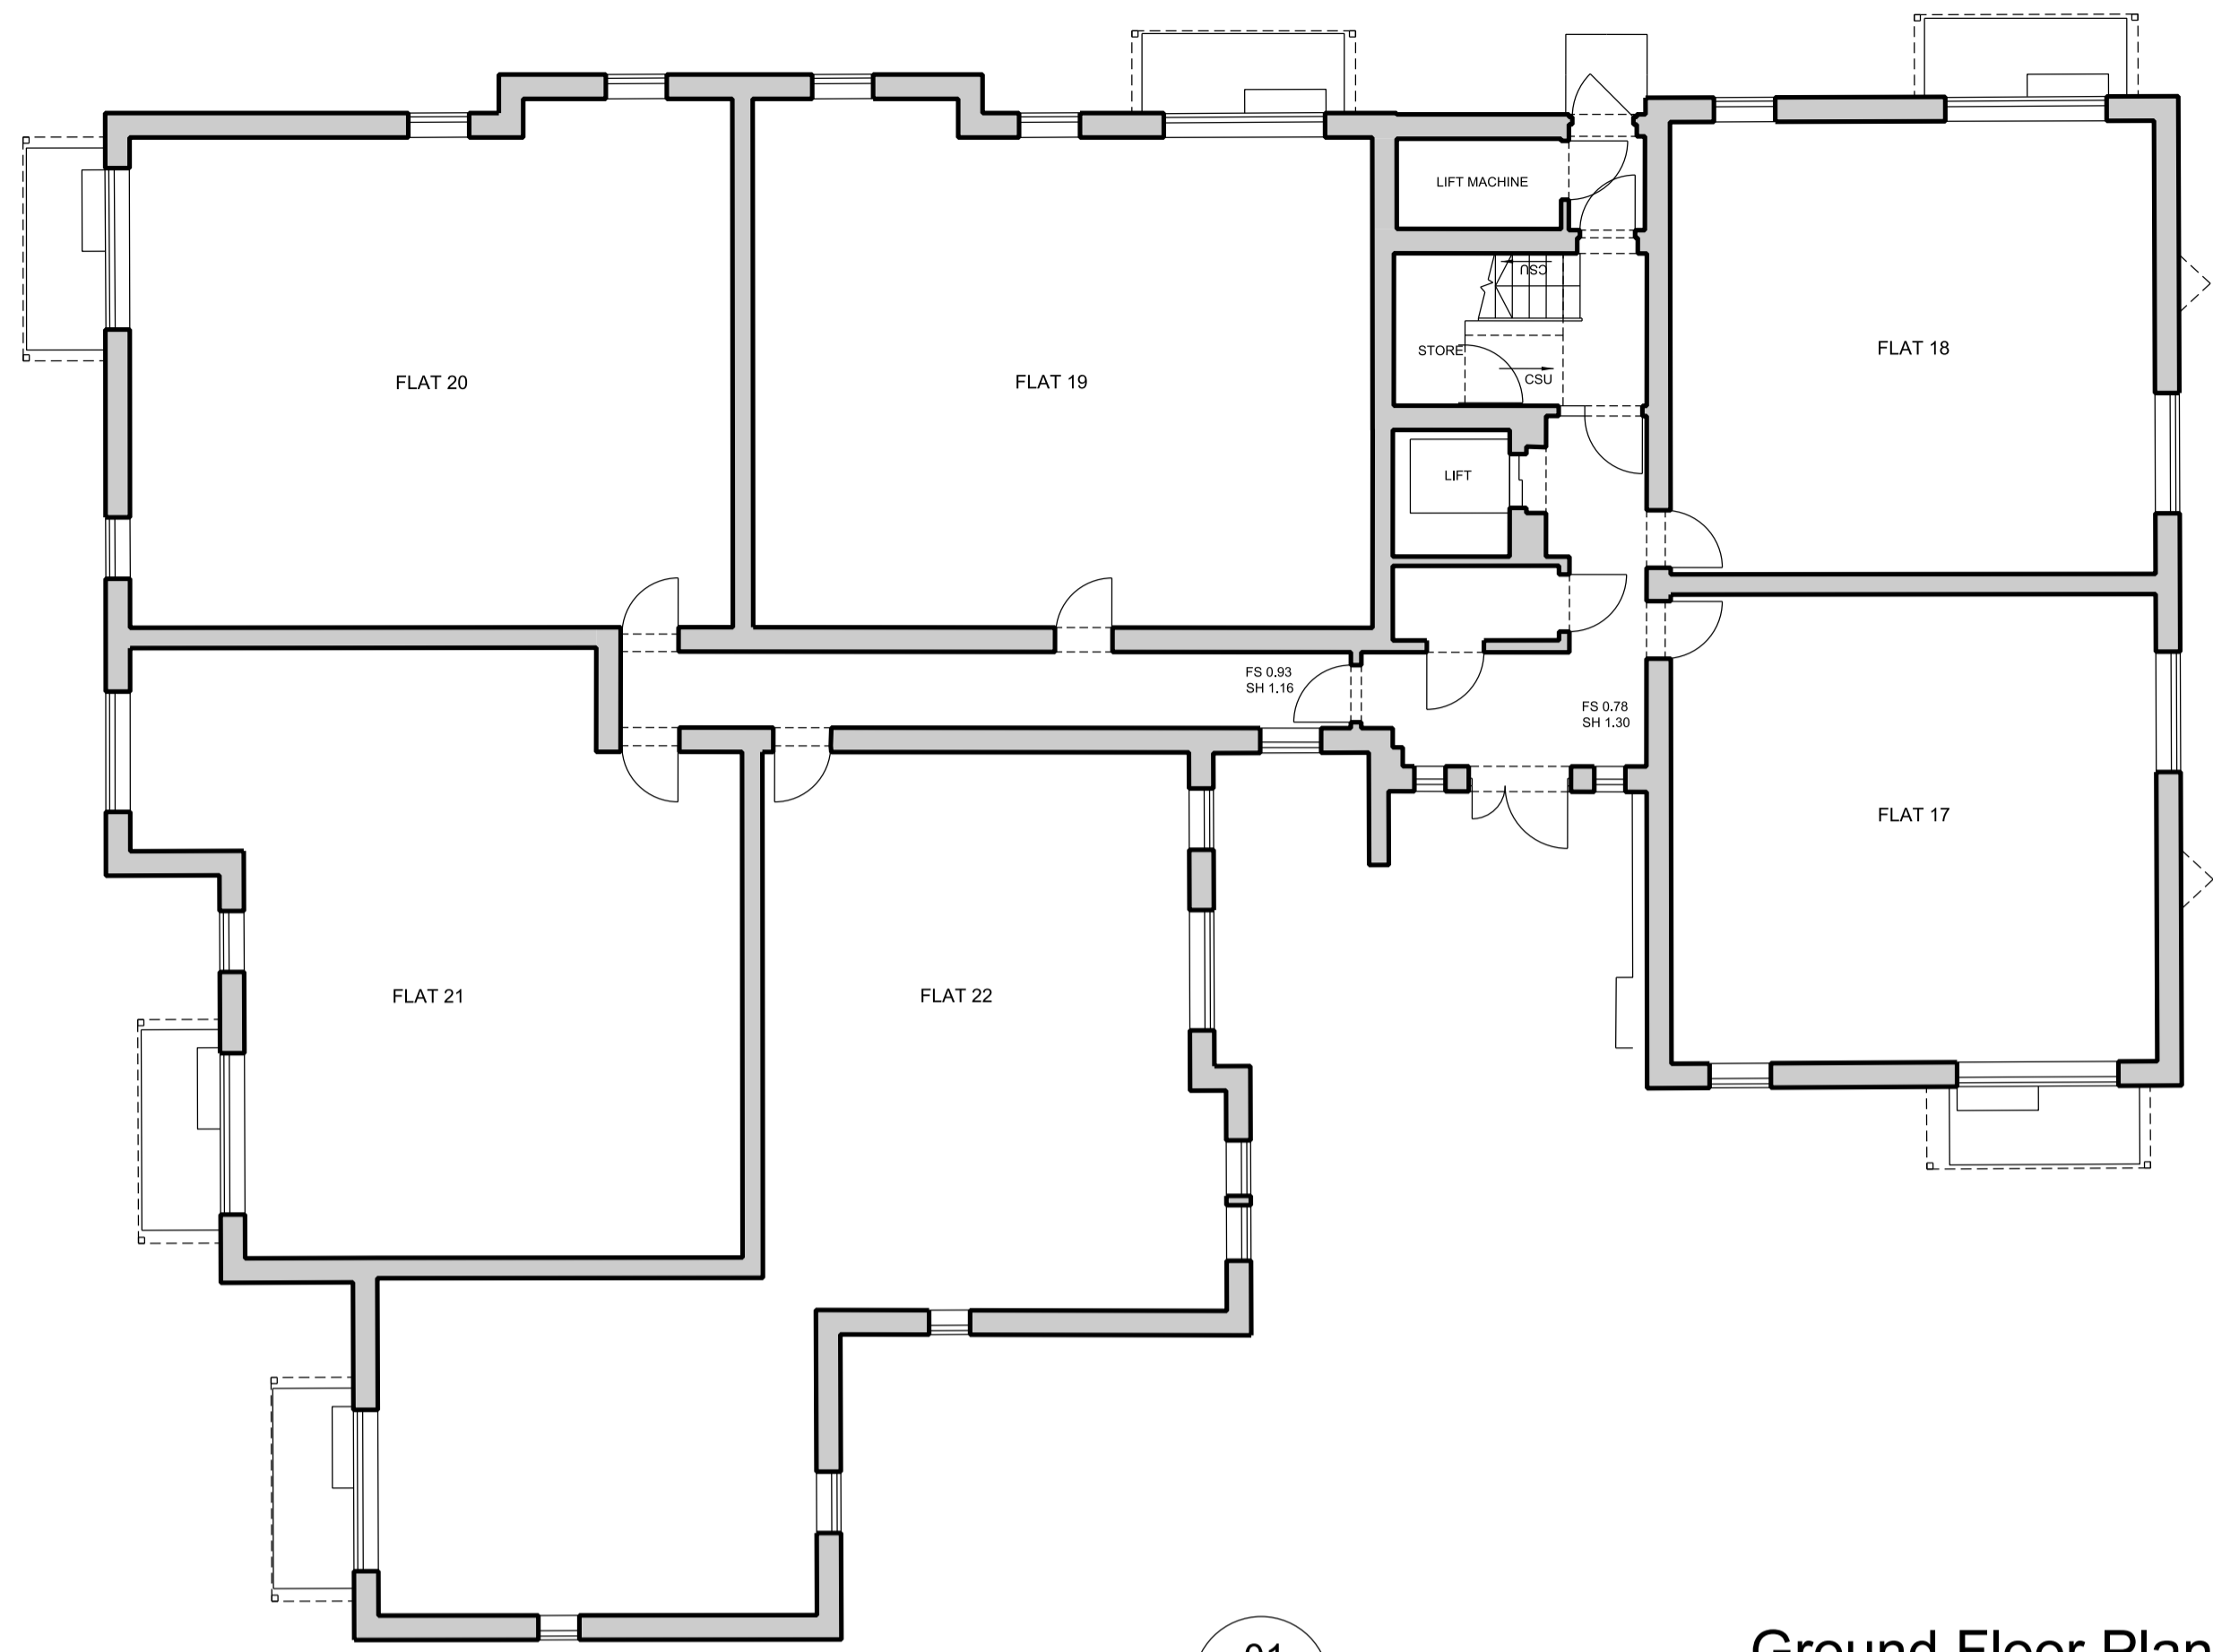 LIFT MACHINE
CSU
STORE
CSU
FLAT 18
FLAT 20
FLAT 19
LIFT
FS 0.93
SH 1.16
FS 0.78
SH 1.30
FLAT 17
FLAT 21
FLAT 22
01
Ground Floor Plan